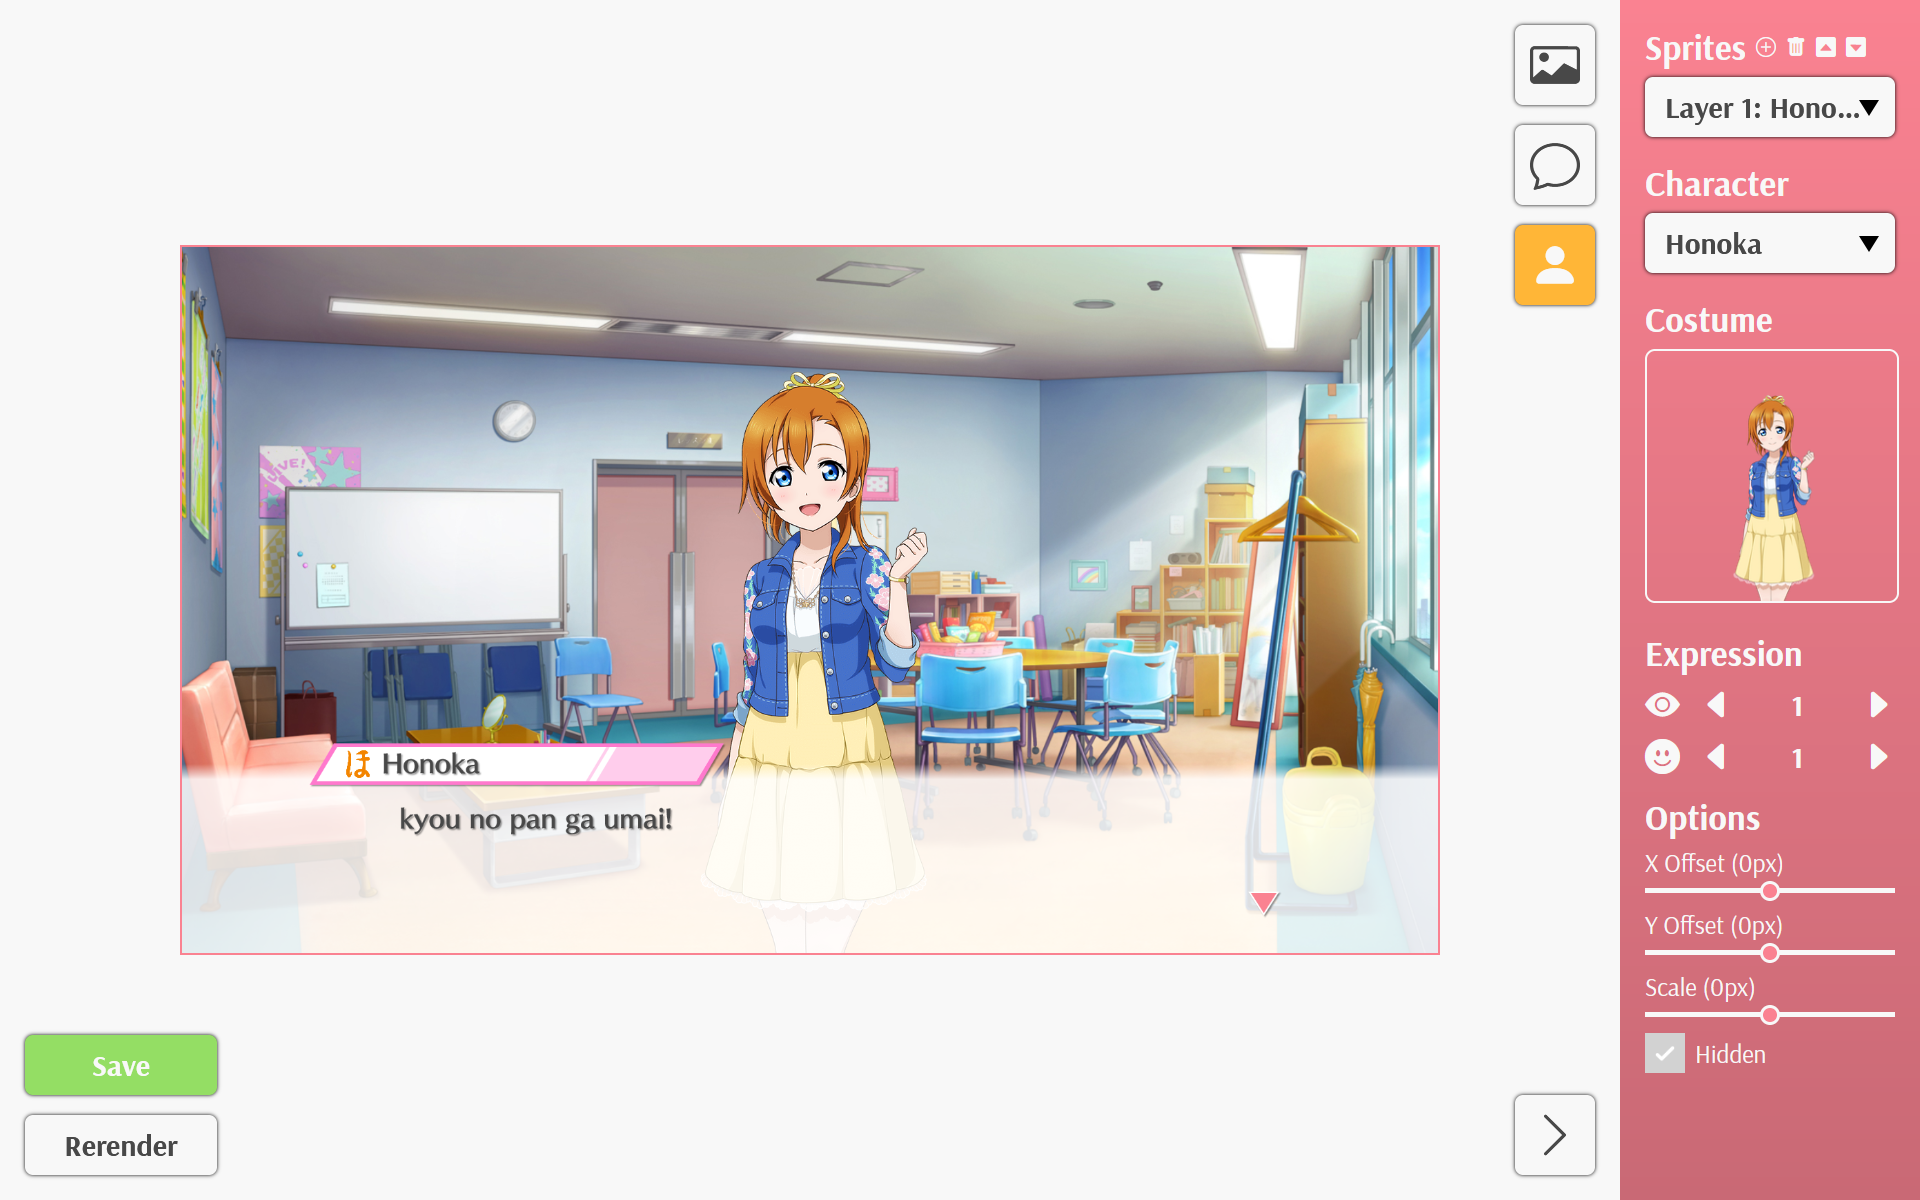 Sprites
Layer 1: Hono...
Character
Honoka
Costume
LIVE!
ほ Honoka
kyou no pan ga umai!
Expression
1
1
Options
X Offset (0px)
Y Offset (0px)
Scale (0px)
Hidden
Save
Rerender